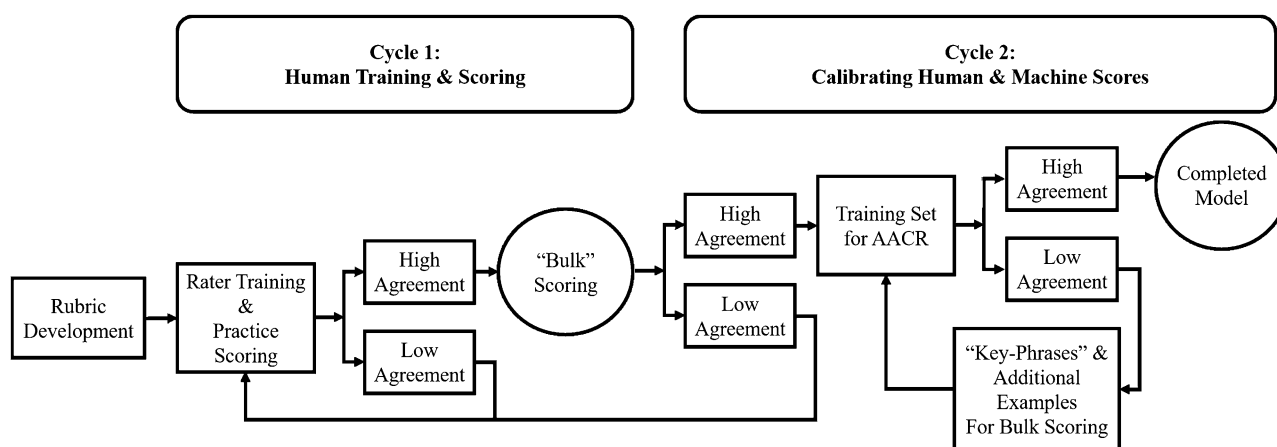 Cycle 1:
Human Training & Scoring
Cycle 2:
Calibrating Human & Machine Scores
Rubric
Development
Rater Training
&
Practice
Scoring
High
Agreement
Low
Agreement
“Bulk”
Scoring
High
Agreement
Low
Agreement
Training Set
for AACR
High
Agreement
Low
Agreement
Completed
Model
“Key-Phrases” &
Additional
Examples
For Bulk Scoring